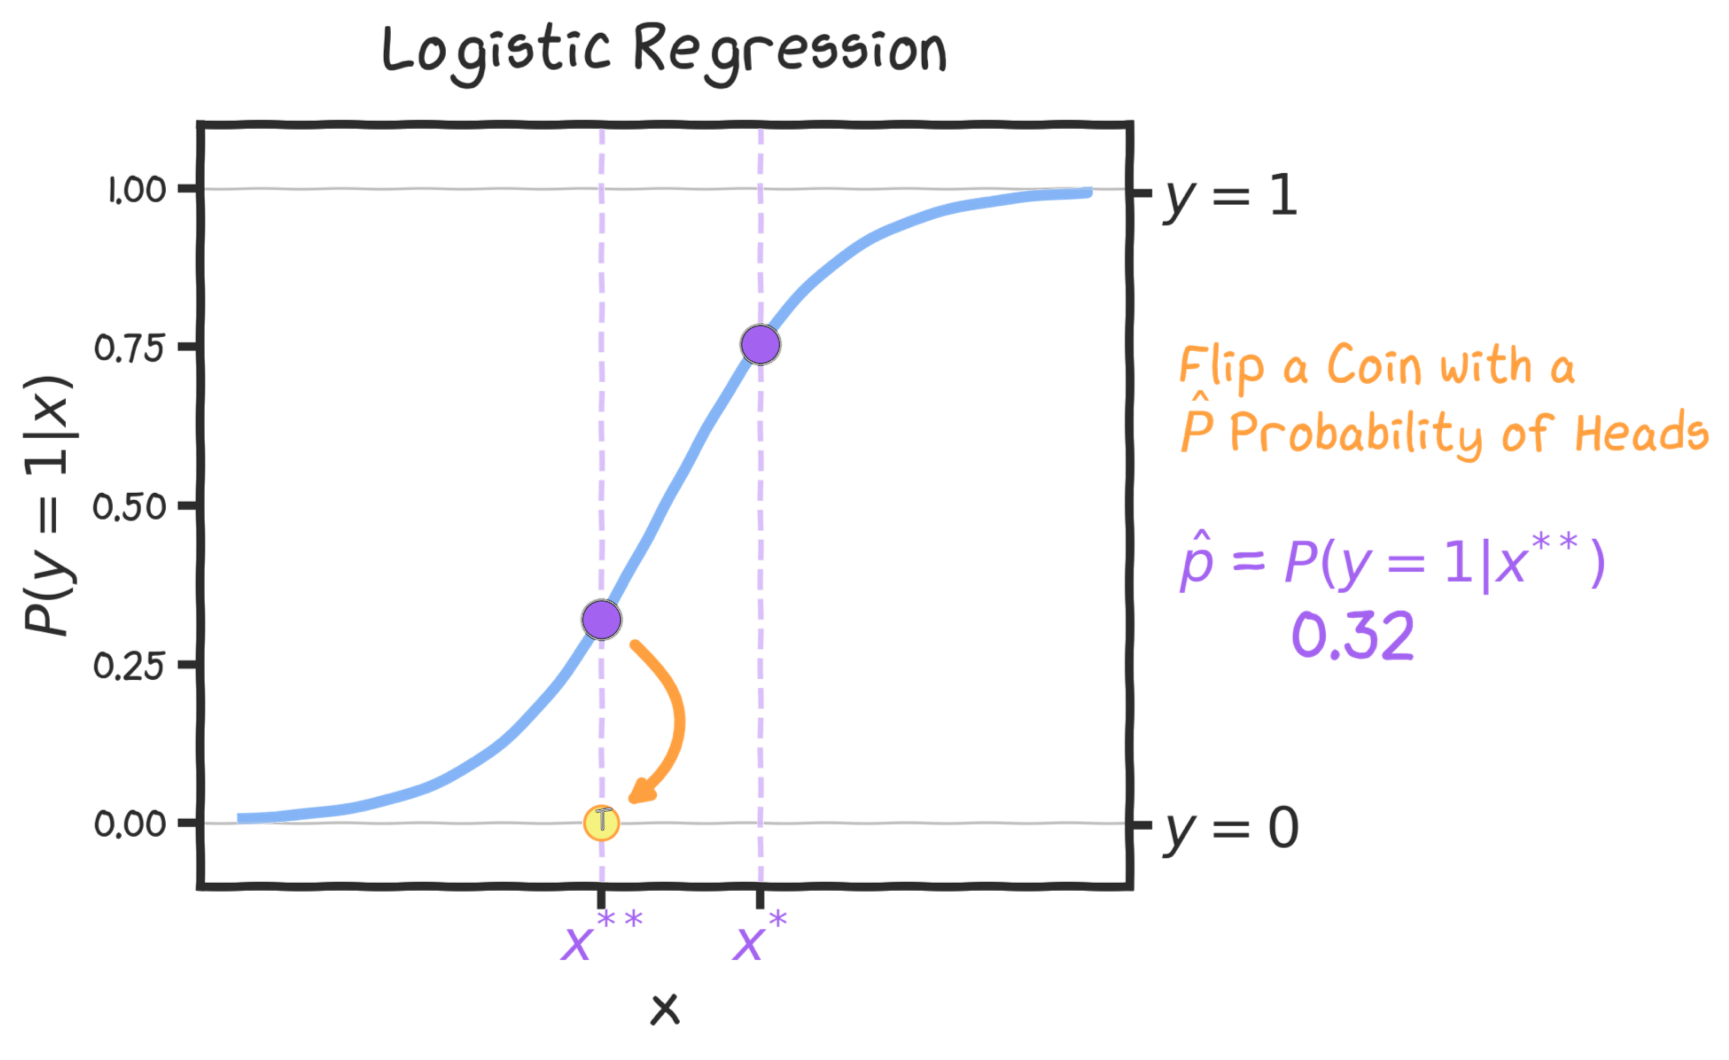 Logistic Regression
1.00
0.75
0.50
0.25
0.00
P(y = 1|x)
y = 1
y = 0
Flip a Coin with a
P̂ Probability of Heads
p̂ = P(y = 1|x**)
0.32
T
x**
x*
x